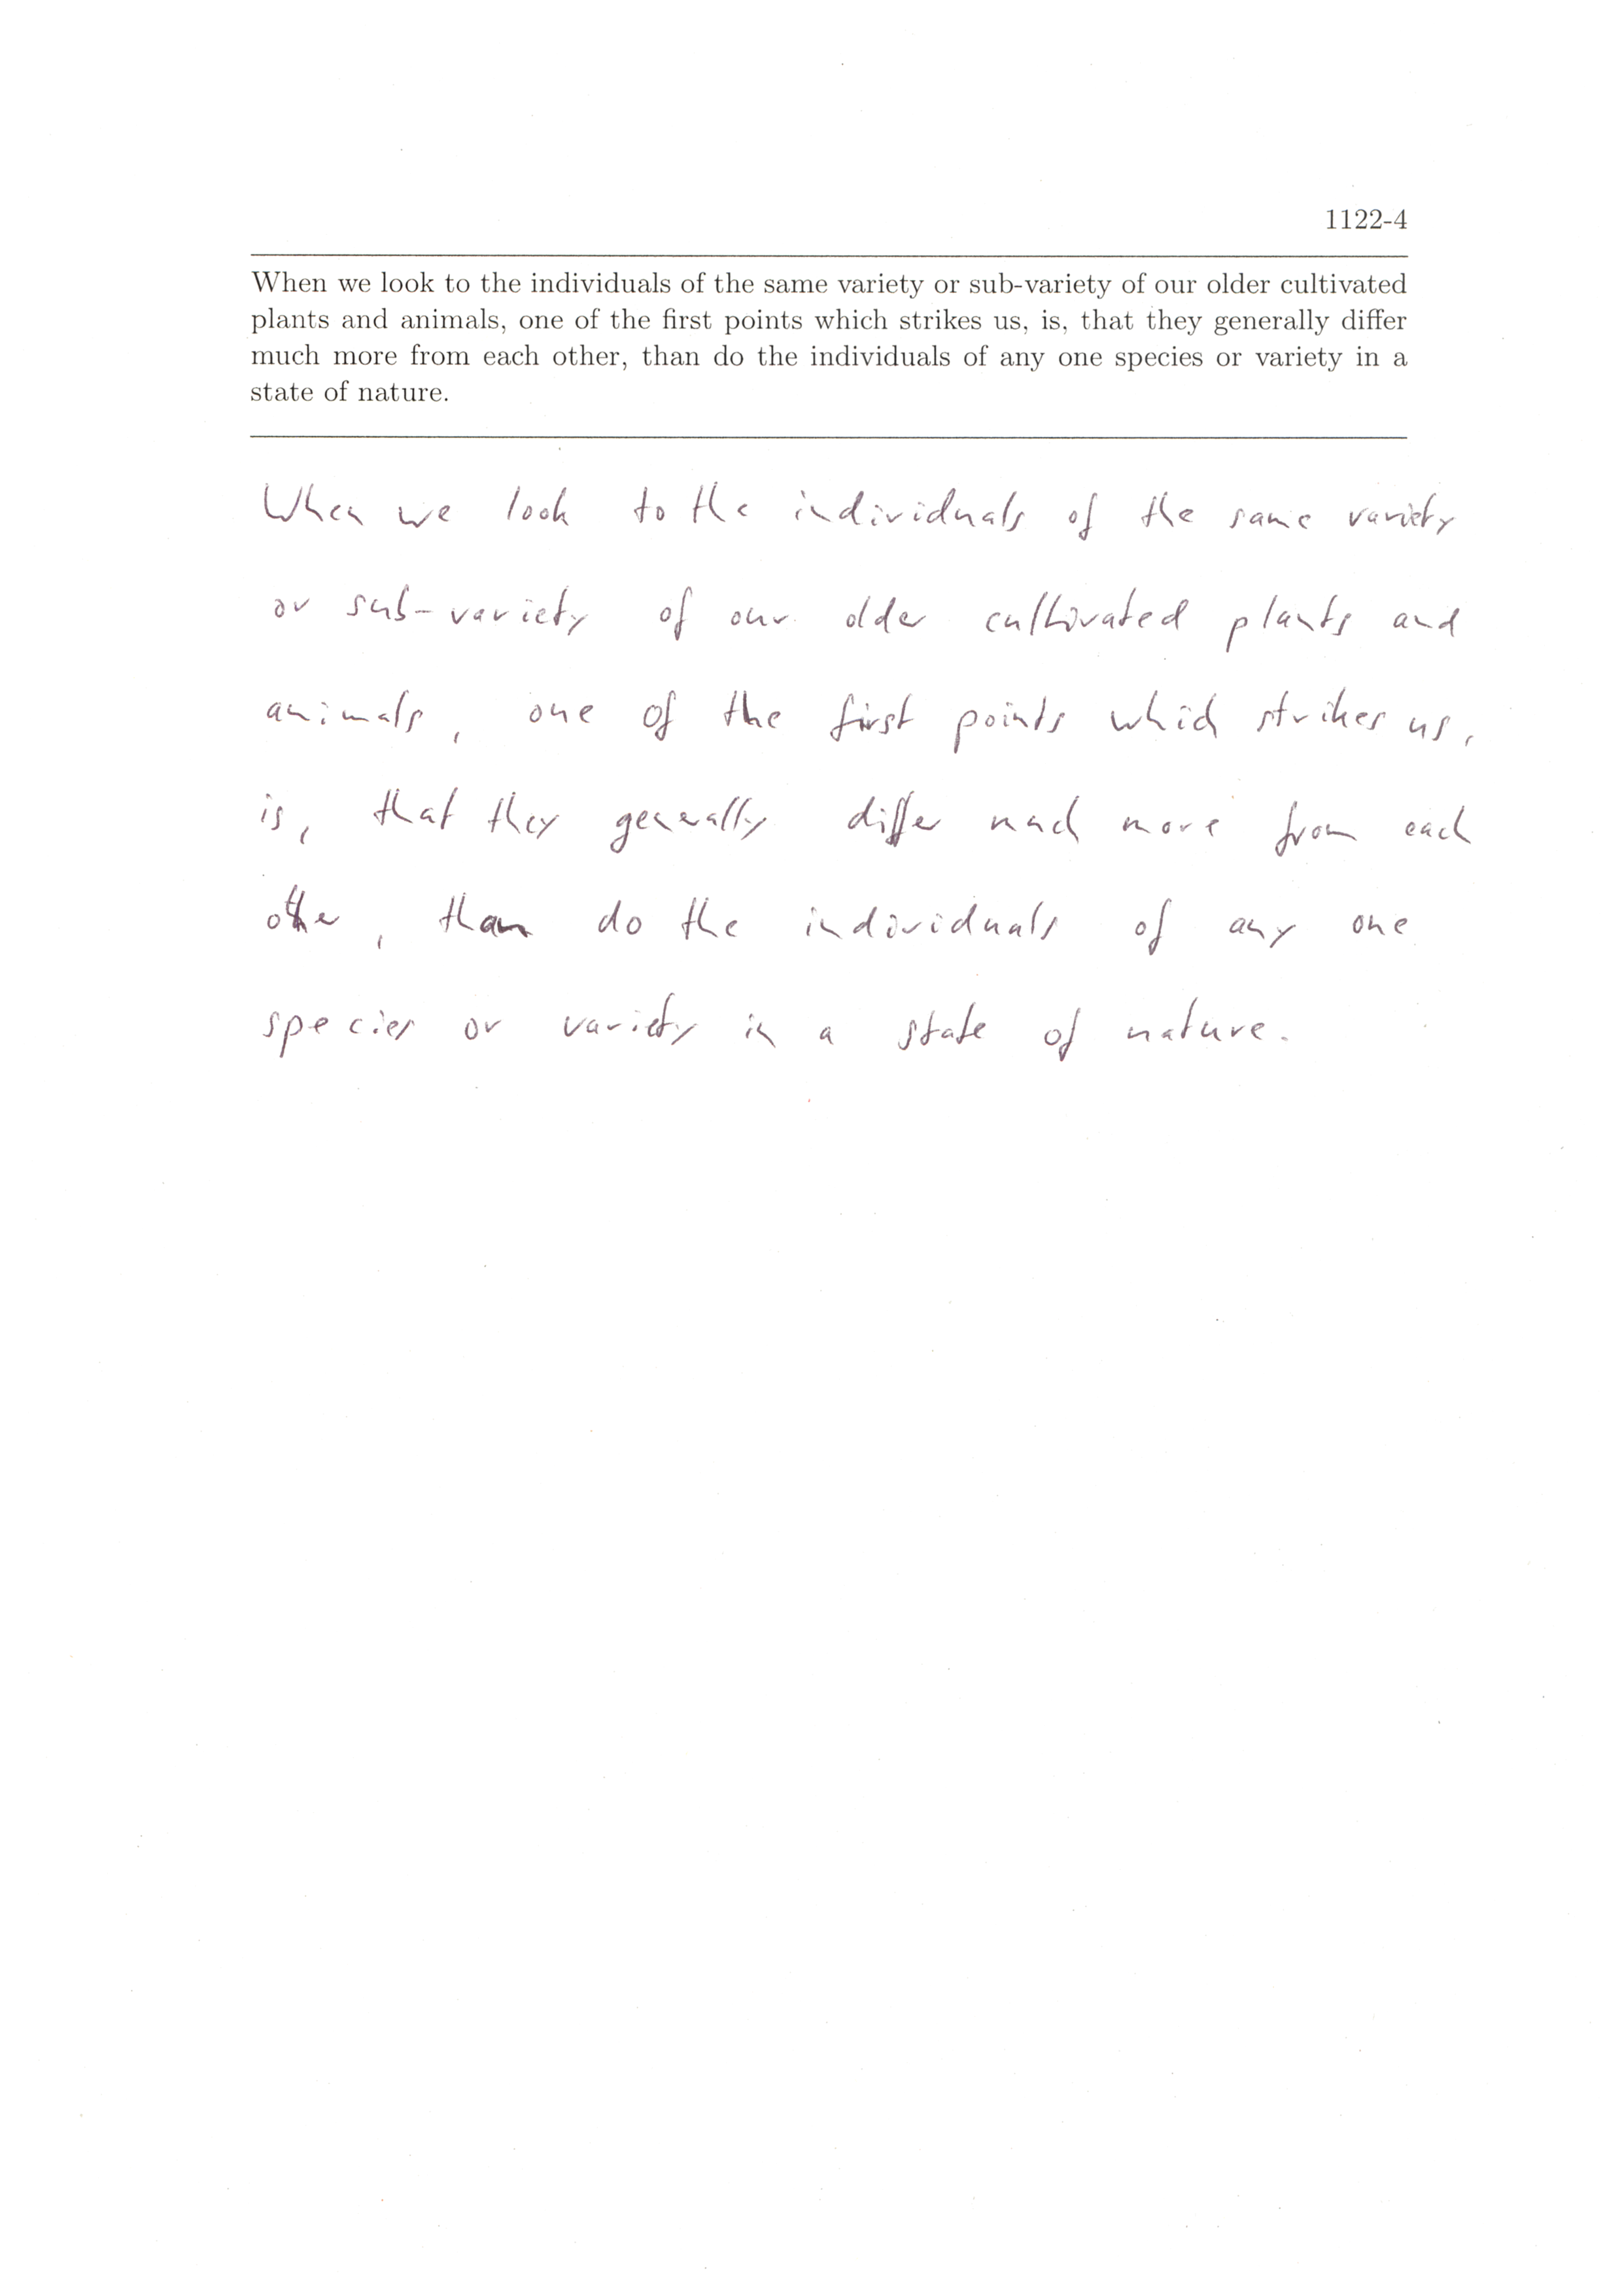 1122-4
When we look to the individuals of the same variety or sub-variety of our older cultivated
plants and animals, one of the first points which strikes us, is, that they generally differ
much more from each other, than do the individuals of any one species or variety in a
state of nature.
When we look to the individuals of the same variety
or sub-variety of our older cultivated plants and
animals, one of the first points which strikes us,
is, that they generally differ much more from each
other, than do the individuals of any one
species or variety in a state of nature.